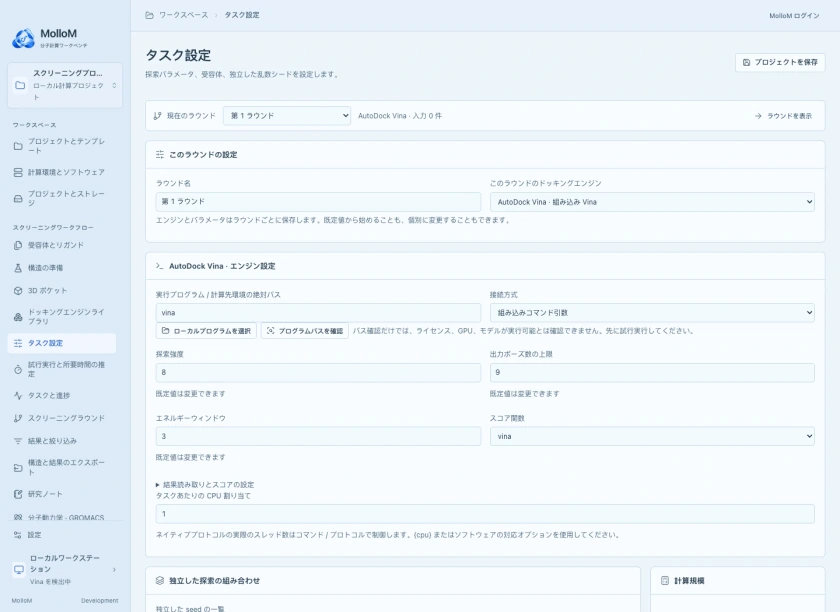 MolloM
分子計算ワークベンチ
スクリーニングプロ...
ローカル計算プロジェクト
ワークスペース
プロジェクトとテンプレート
計算環境とソフトウェア
プロジェクトとストレージ
スクリーニングワークフロー
受容体とリガンド
構造の準備
3D ポケット
ドッキングエンジンライブラリ
タスク設定
試行実行と所要時間の推定
タスクと進捗
スクリーニングラウンド
結果と絞り込み
構造と結果のエクスポート
研究ノート
分子動力学 · GROMACS
設定
ローカルワークステーション
Vina を検出中
MolloM
Development
ワークスペース › タスク設定
MolloM ログイン
タスク設定
探索パラメータ、受容体、独立した乱数シードを設定します。
プロジェクトを保存
現在のラウンド
第 1 ラウンド
AutoDock Vina · 入力 0 件
→ ラウンドを表示
このラウンドの設定
ラウンド名
このラウンドのドッキングエンジン
第 1 ラウンド
AutoDock Vina · 組み込み Vina
エンジンとパラメータはラウンドごとに保存します。既定値から始めることも、個別に変更することもできます。
AutoDock Vina · エンジン設定
実行プログラム / 計算先環境の絶対パス
接続方式
vina
組み込みコマンド引数
ローカルプログラムを選択
プログラムパスを確認
パス確認だけでは、ライセンス、GPU、モデルが実行可能とは確認できません。先に試行実行してください。
探索強度
出力ポーズ数の上限
8
9
既定値は変更できます
既定値は変更できます
エネルギーウィンドウ
スコア関数
3
vina
既定値は変更できます
▶ 結果読み取りとスコアの設定
タスクあたりの CPU 割り当て
1
ネイティブプロトコルの実際のスレッド数はコマンド / プロトコルで制御します。{cpu} またはソフトウェアの対応オプションを使用してください。
独立した探索の組み合わせ
計算規模
独立した seed の一覧